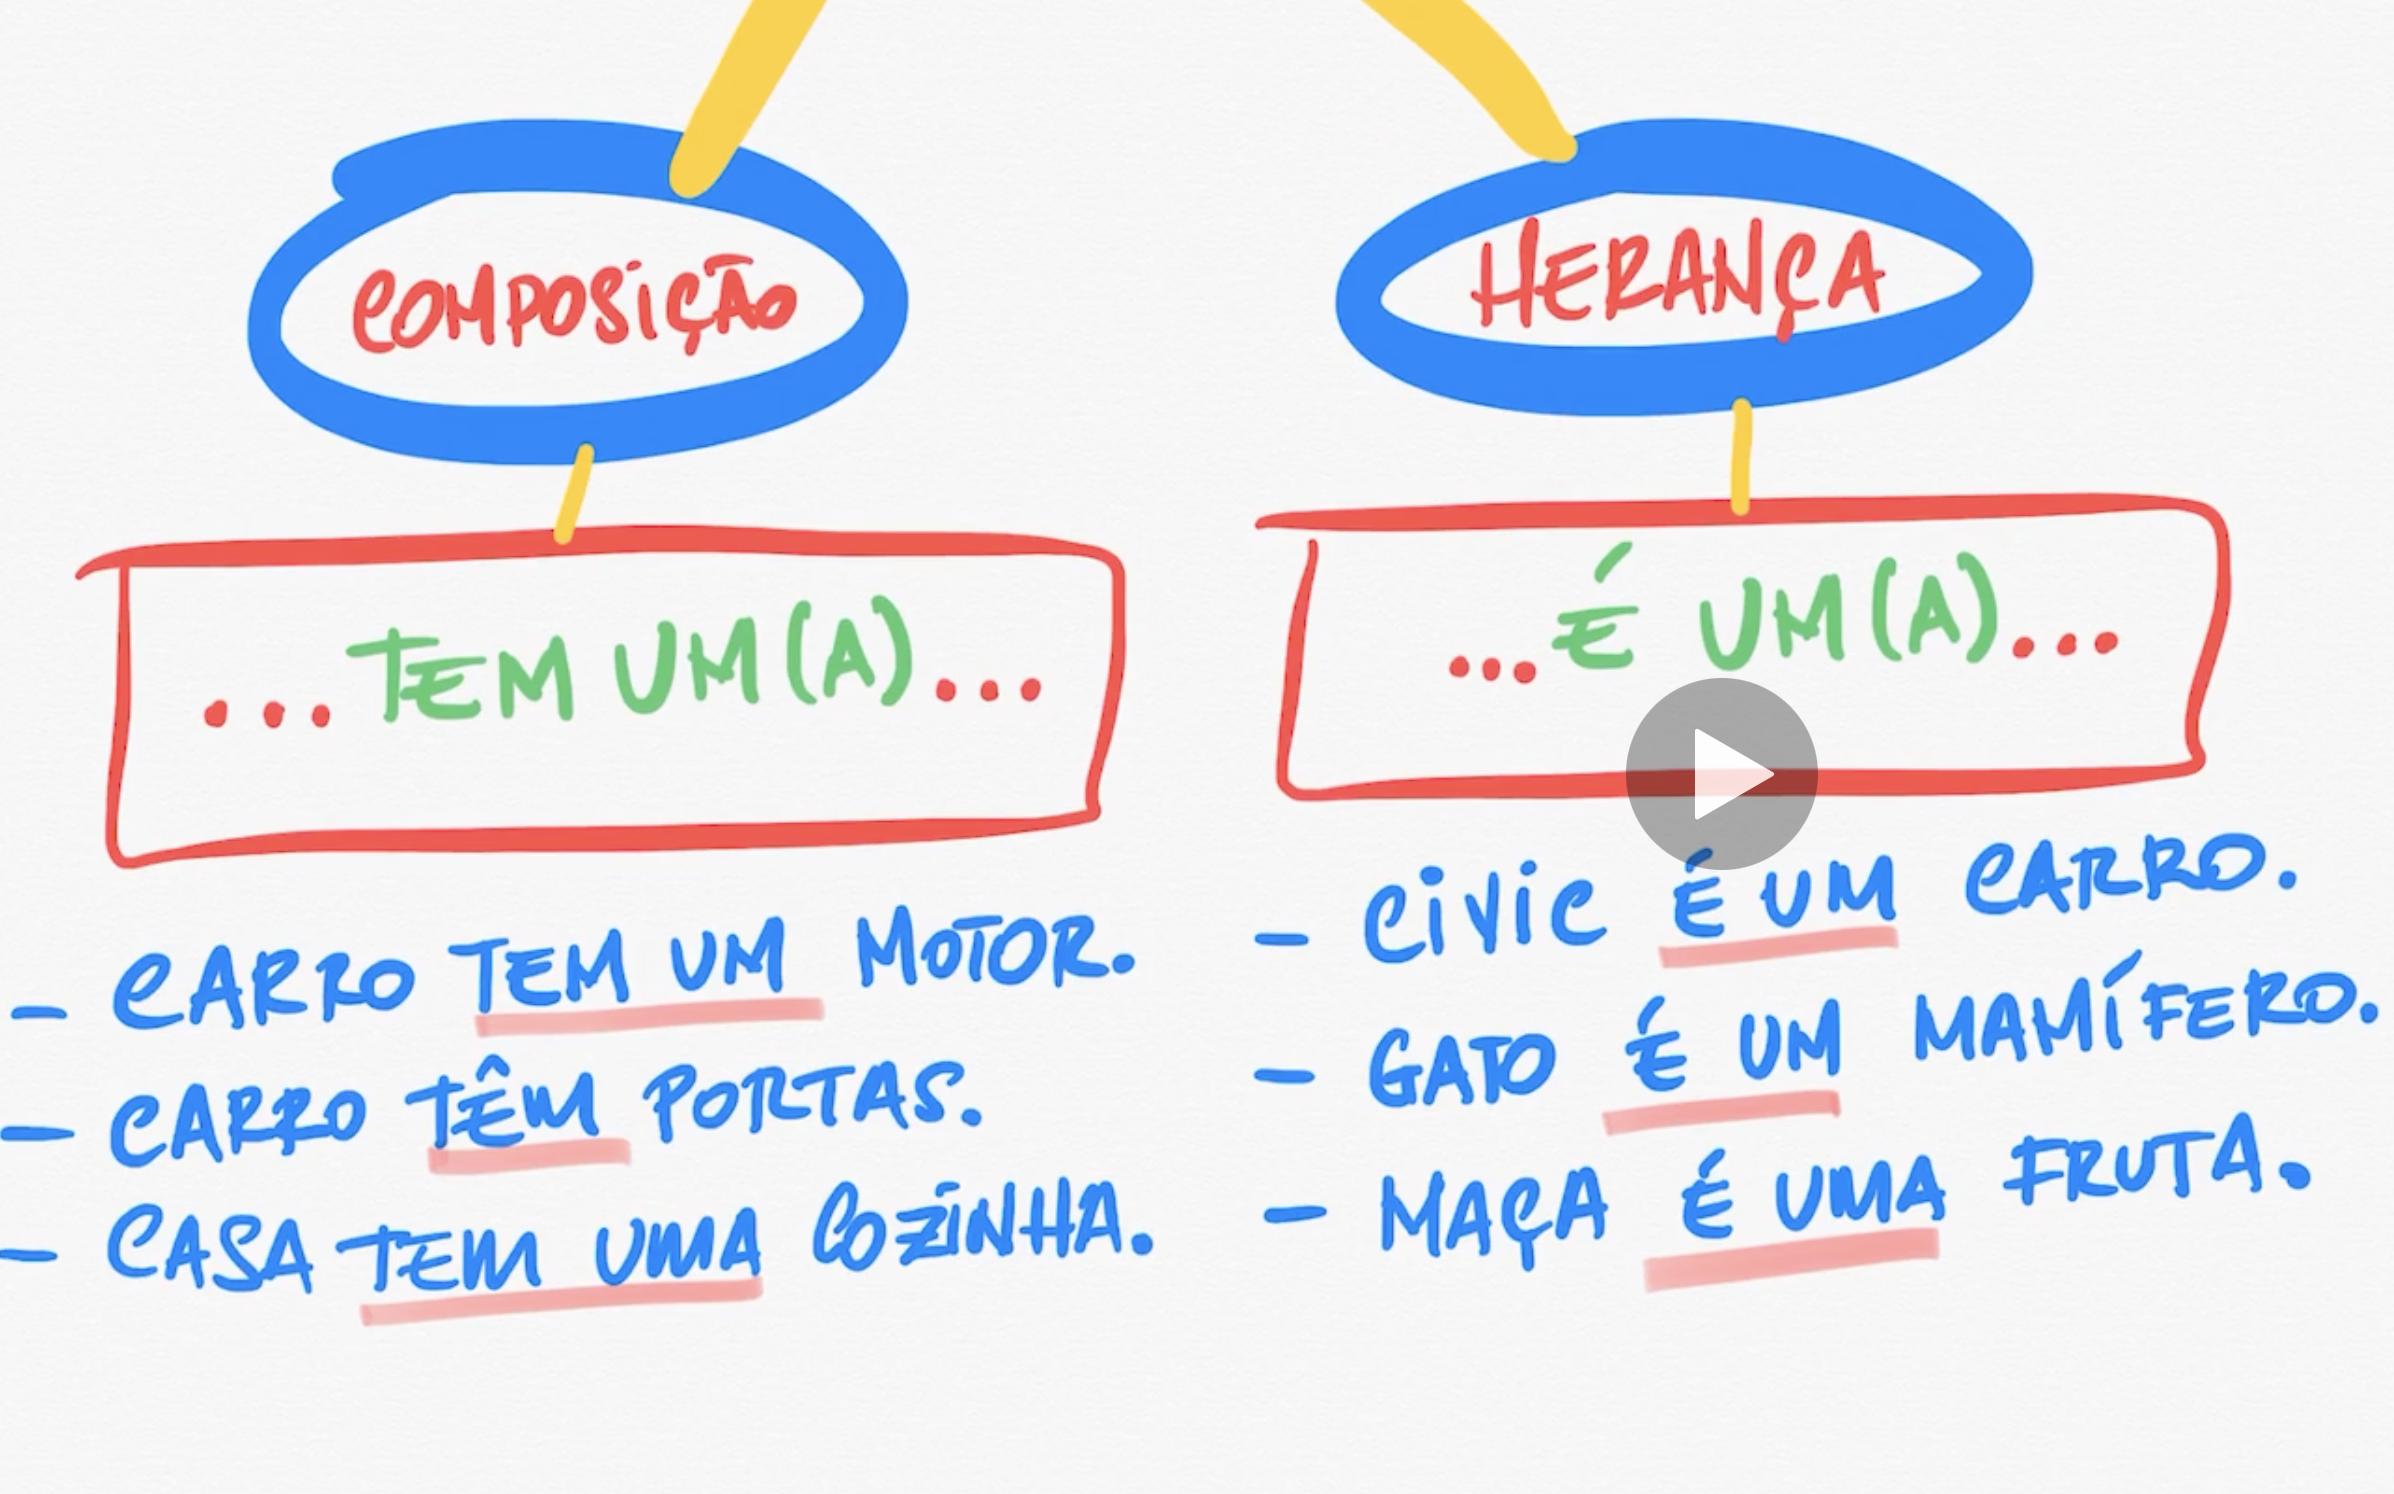 COMPOSIÇÃO
...TEM UM(A)...
- CARRO TEM UM MOTOR.
- CARRO TÊM PORTAS.
- CASA TEM UMA COZINHA.
HERANÇA
...É UM(A)...
- CIVIC É UM CARRO.
- GATO É UM MAMÍFERO.
- MAÇA É UMA FRUTA.